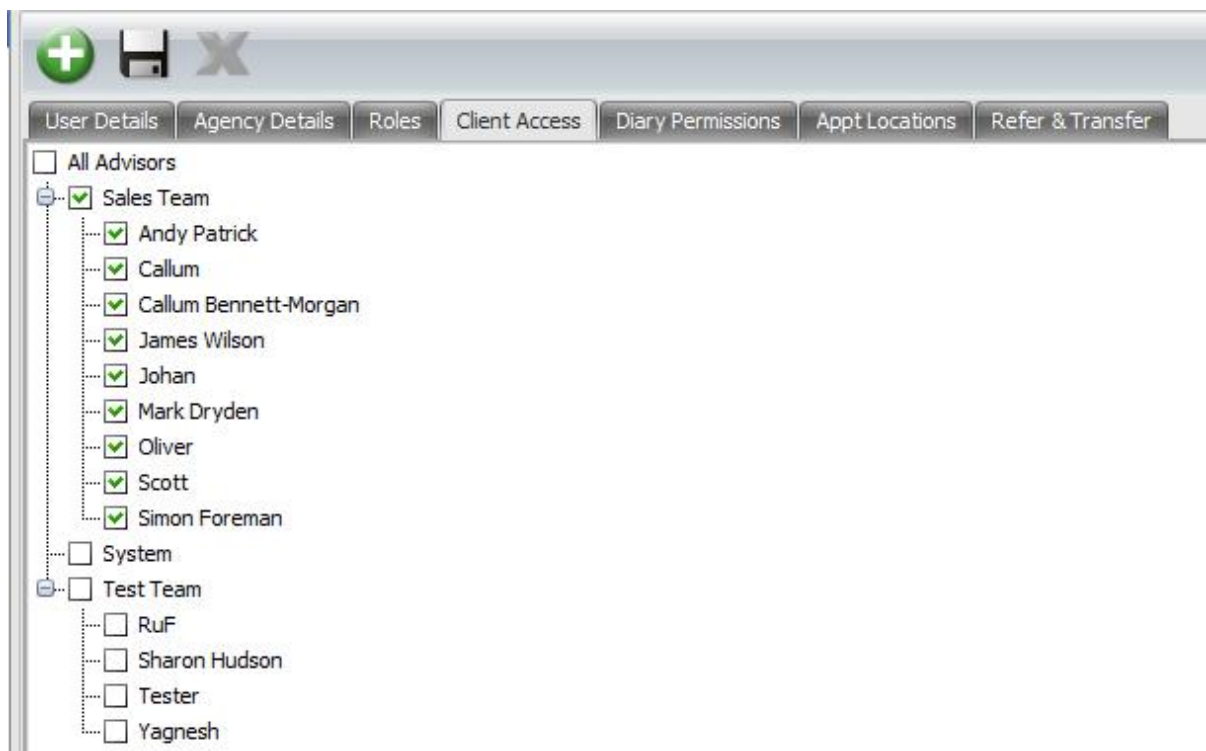 User Details Agency Details Roles Client Access Diary Permissions Appt Locations Refer & Transfer
All Advisors
Sales Team
Andy Patrick
Callum
Callum Bennett-Morgan
James Wilson
Johan
Mark Dryden
Oliver
Scott
Simon Foreman
System
Test Team
RuF
Sharon Hudson
Tester
Yagnesh